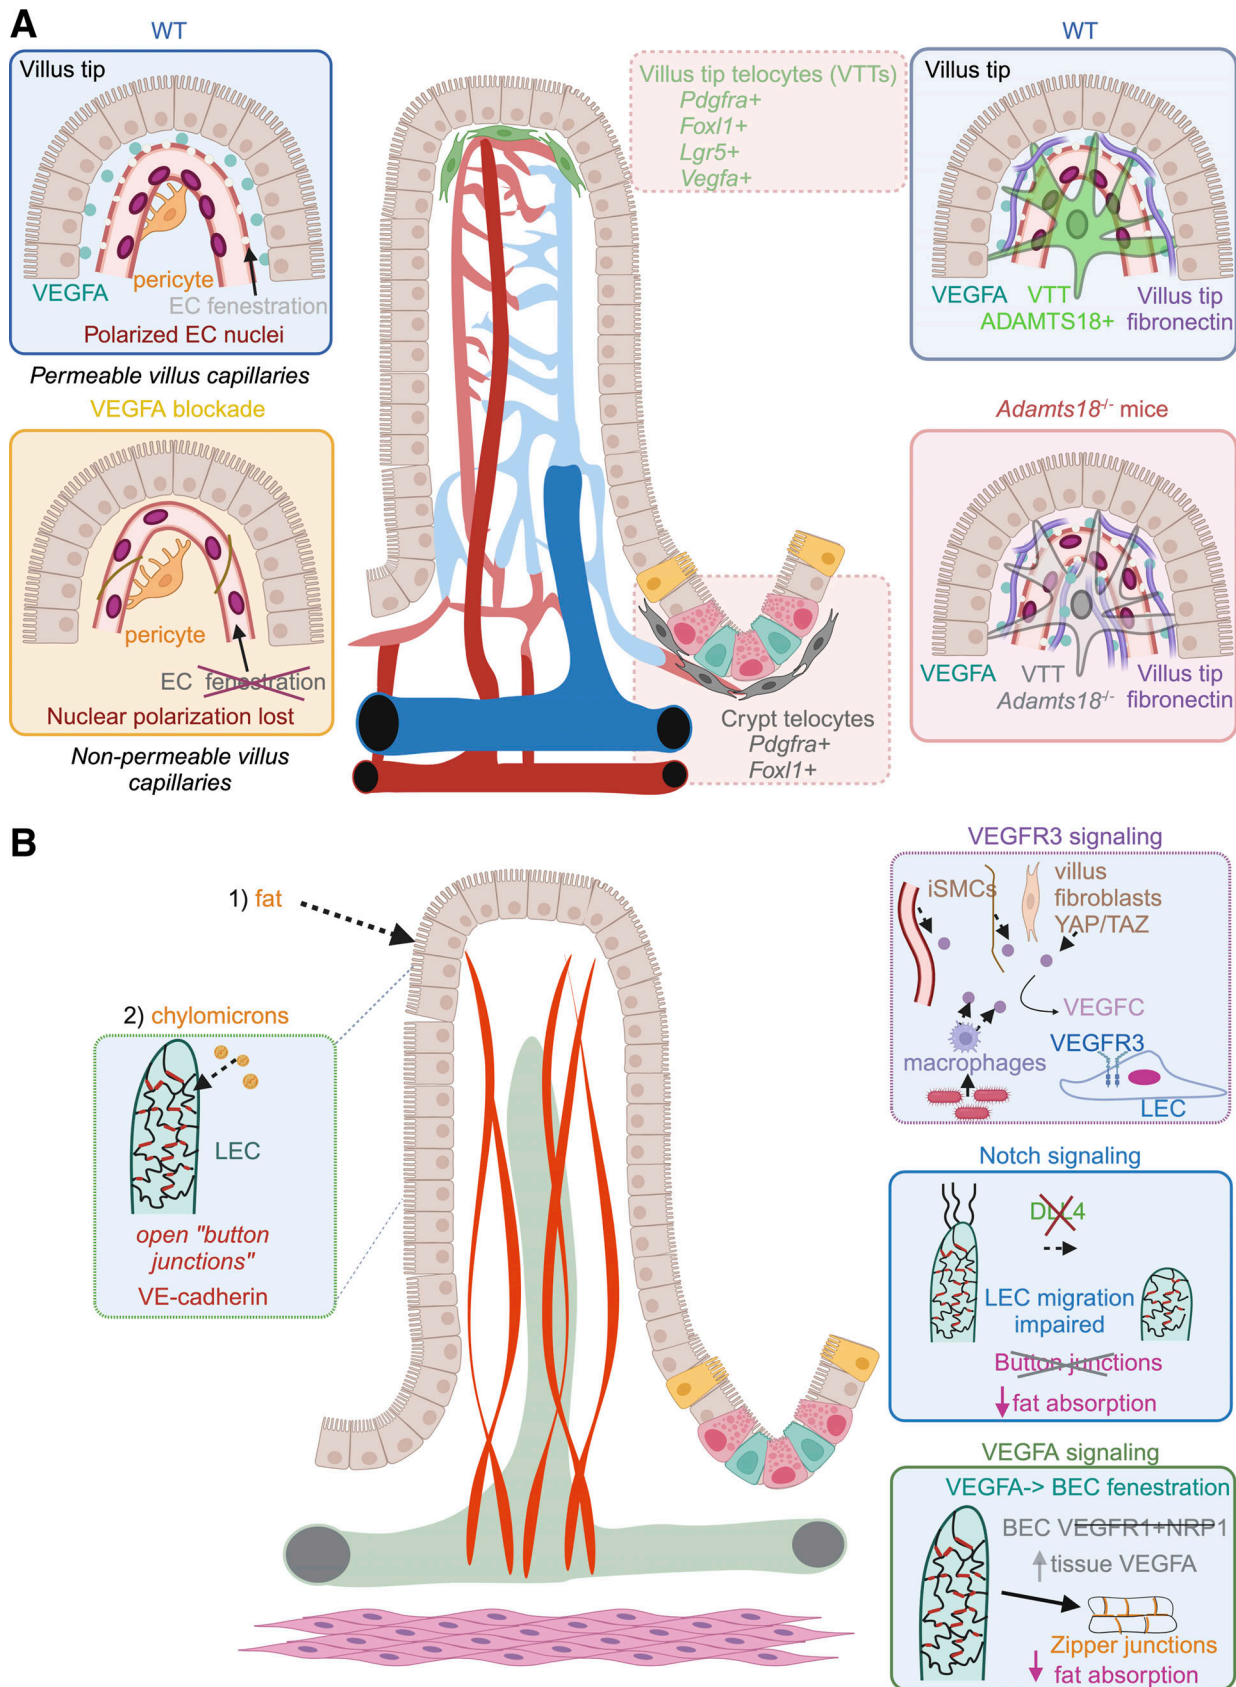 A
WT
Villus tip
VEGFA
pericyte
EC fenestration
Polarized EC nuclei
Permeable villus capillaries
VEGFA blockade
pericyte
EC fenestration
Nuclear polarization lost
Non-permeable villus
capillaries
Villus tip telocytes (VTTs)
Pdgfra+
Foxl1+
Lgr5+
Vegfa+
Crypt telocytes
Pdgfra+
Foxl1+
WT
Villus tip
VEGFA VTT Villus tip
ADAMTS18+ fibronectin
Adamts18-/- mice
VEGFA VTT Villus tip
Adamts18-/- fibronectin
B
1) fat
2) chylomicrons
LEC
open "button
junctions"
VE-cadherin
VEGFR3 signaling
iSMCs
villus
fibroblasts
YAP/TAZ
VEGFC
macrophages
VEGFR3
LEC
Notch signaling
DLL4
LEC migration
impaired
Button junctions
fat absorption
VEGFA signaling
VEGFA-> BEC fenestration
BEC VEGFR1+NRP1
tissue VEGFA
Zipper junctions
fat absorption